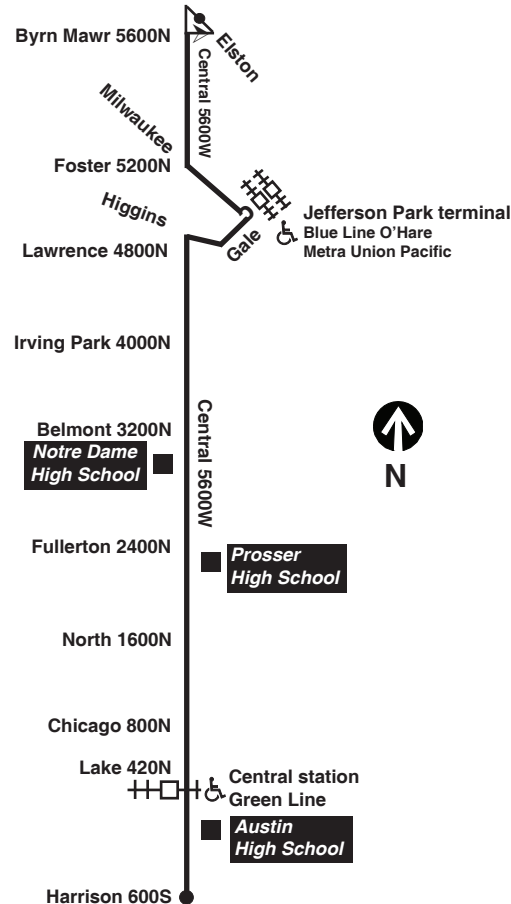 Byrn Mawr 5600N
Elston
Central 5600W
Milwaukee
Foster 5200N
Higgins
Jefferson Park terminal
Blue Line O'Hare
Metra Union Pacific
Gale
Lawrence 4800N
Irving Park 4000N
Central 5600W
Belmont 3200N
Notre Dame
High School
N
Fullerton 2400N
Prosser
High School
North 1600N
Chicago 800N
Lake 420N
Central station
Green Line
Austin
High School
Harrison 600S